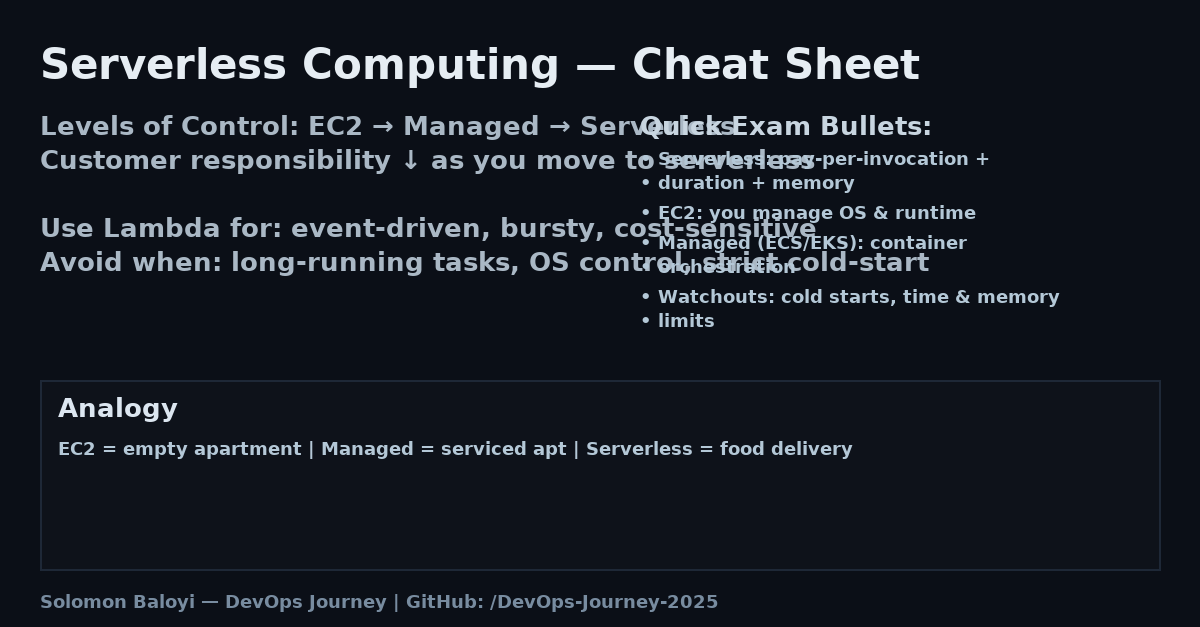 Serverless Computing — Cheat Sheet
Levels of Control: EC2 → Managed → Serverless
Customer responsibility ↓ as you move to serverless
Use Lambda for: event-driven, bursty, cost-sensitive
Avoid when: long-running tasks, OS control, strict cold-start
Quick Exam Bullets:
• Serverless: pay-per-invocation +
• duration + memory
• EC2: you manage OS & runtime
• Managed (ECS/EKS): container
• orchestration
• Watchouts: cold starts, time & memory
• limits
Analogy
EC2 = empty apartment | Managed = serviced apt | Serverless = food delivery
Solomon Baloyi — DevOps Journey | GitHub: /DevOps-Journey-2025